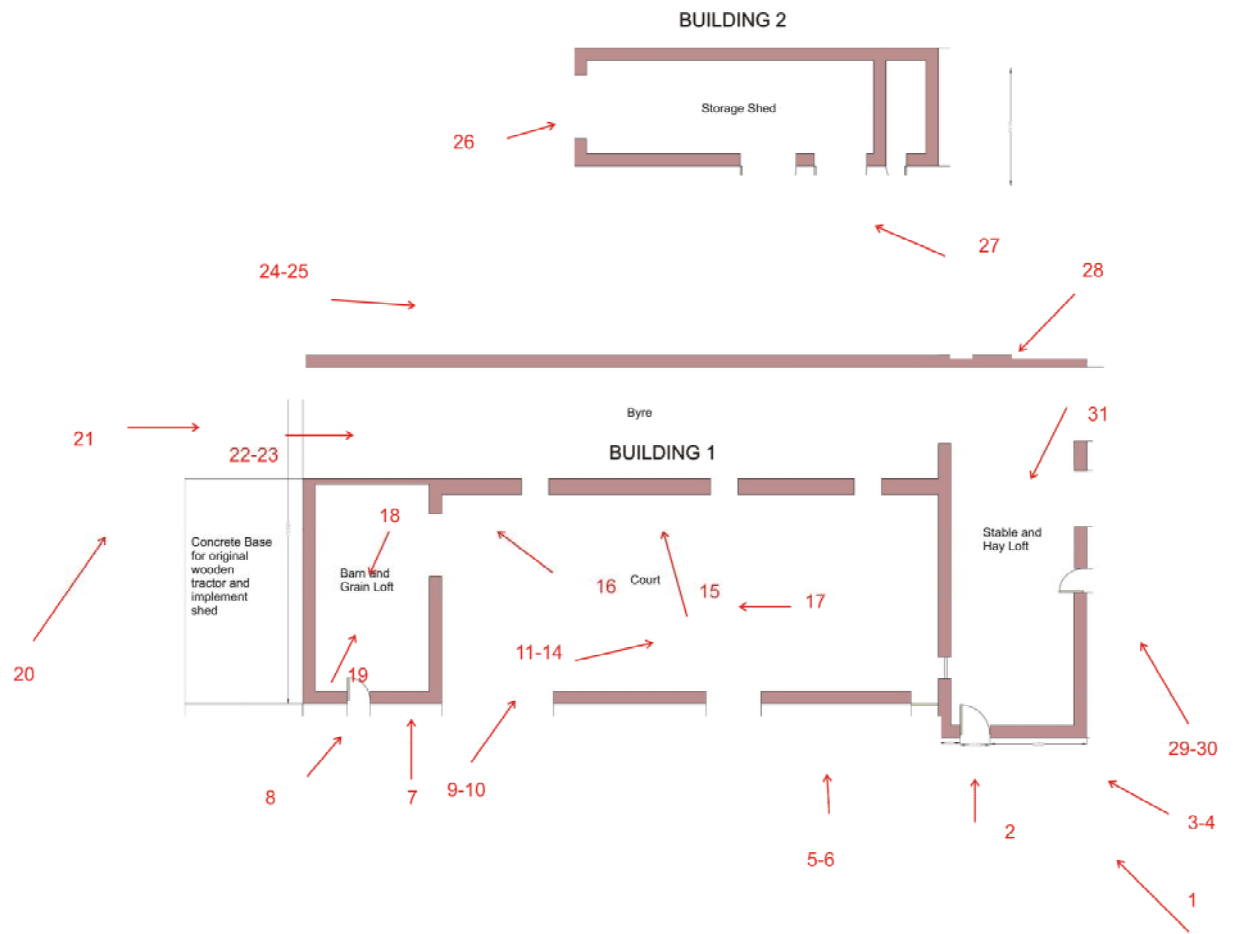 BUILDING 2
Storage Shed
26
27
24-25
28
Byre
31
21
22-23
BUILDING 1
18
Concrete Base
for original
wooden
tractor and
implement
shed
Barn and
Grain Loft
Stable and
Hay Loft
16
Court
15
17
11-14
20
19
29-30
8
7
9-10
2
3-4
5-6
1